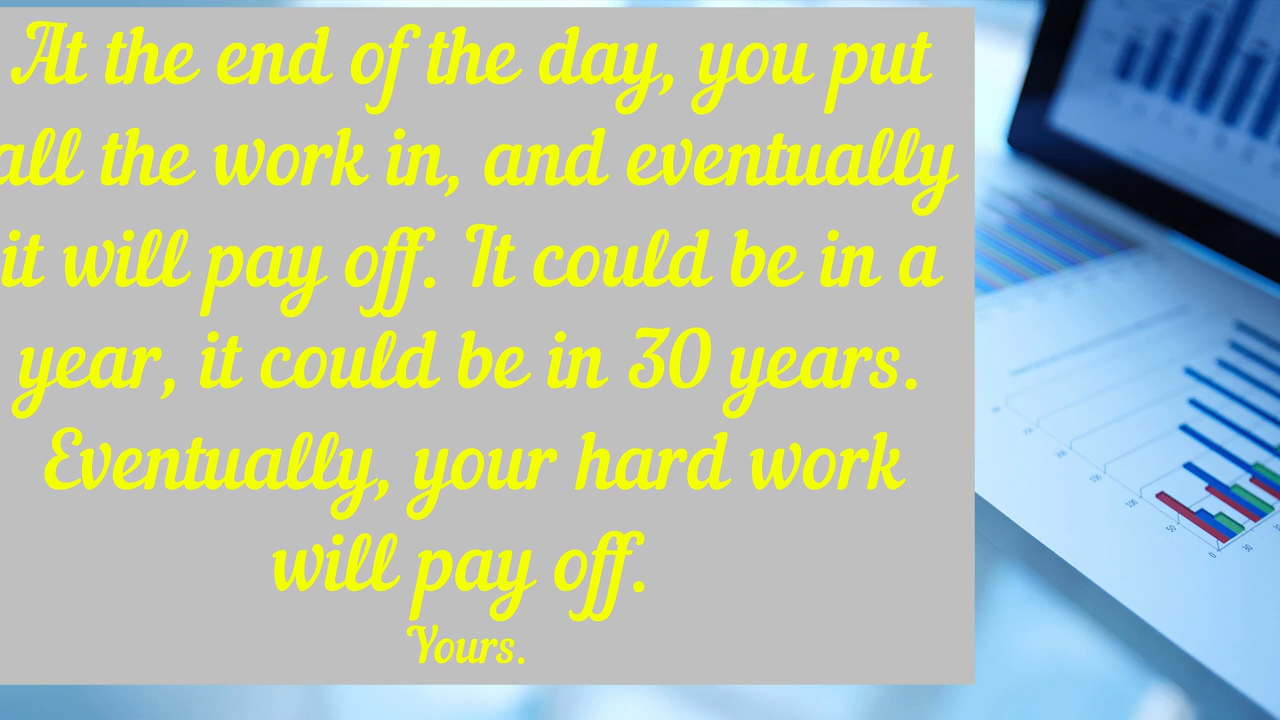 At the end of the day, you put
all the work in, and eventually
it will pay off. It could be in a
year, it could be in 30 years.
Eventually, your hard work
will pay off.
Yours.